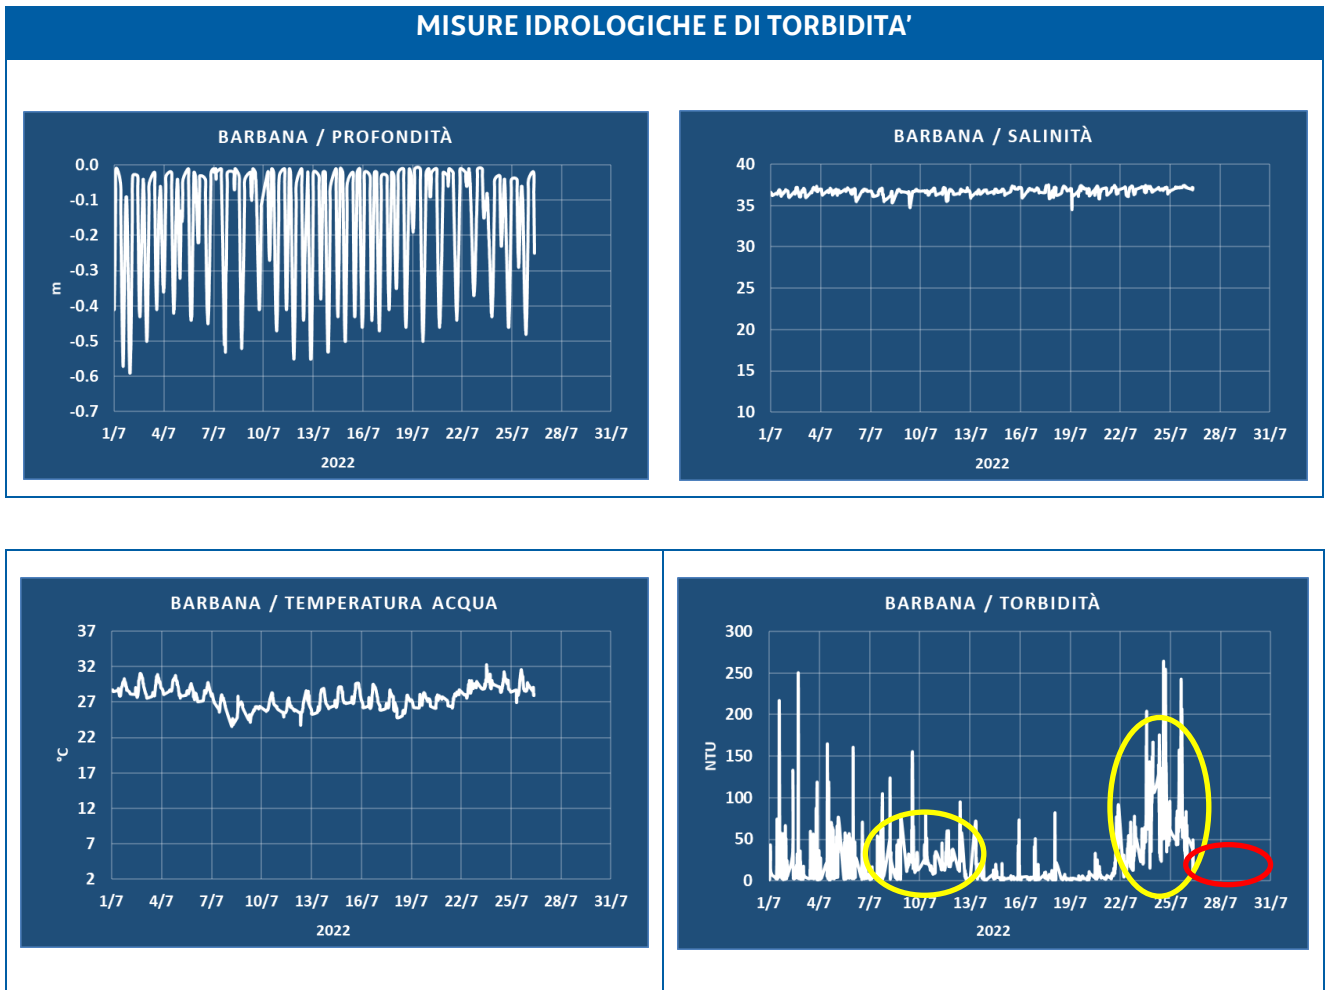 MISURE IDROLOGICHE E DI TORBIDITA’
BARBANA / PROFONDITÀ
0.0
-0.1
-0.2
-0.3
-0.4
-0.5
-0.6
-0.7
m
1/7 4/7 7/7 10/7 13/7 16/7 19/7 22/7 25/7 28/7 31/7
2022
BARBANA / SALINITÀ
40
35
30
25
20
15
10
1/7 4/7 7/7 10/7 13/7 16/7 19/7 22/7 25/7 28/7 31/7
2022
BARBANA / TEMPERATURA ACQUA
37
32
27
22
17
12
7
2
°C
1/7 4/7 7/7 10/7 13/7 16/7 19/7 22/7 25/7 28/7 31/7
2022
BARBANA / TORBIDITÀ
300
250
200
150
100
50
0
NTU
1/7 4/7 7/7 10/7 13/7 16/7 19/7 22/7 25/7 28/7 31/7
2022